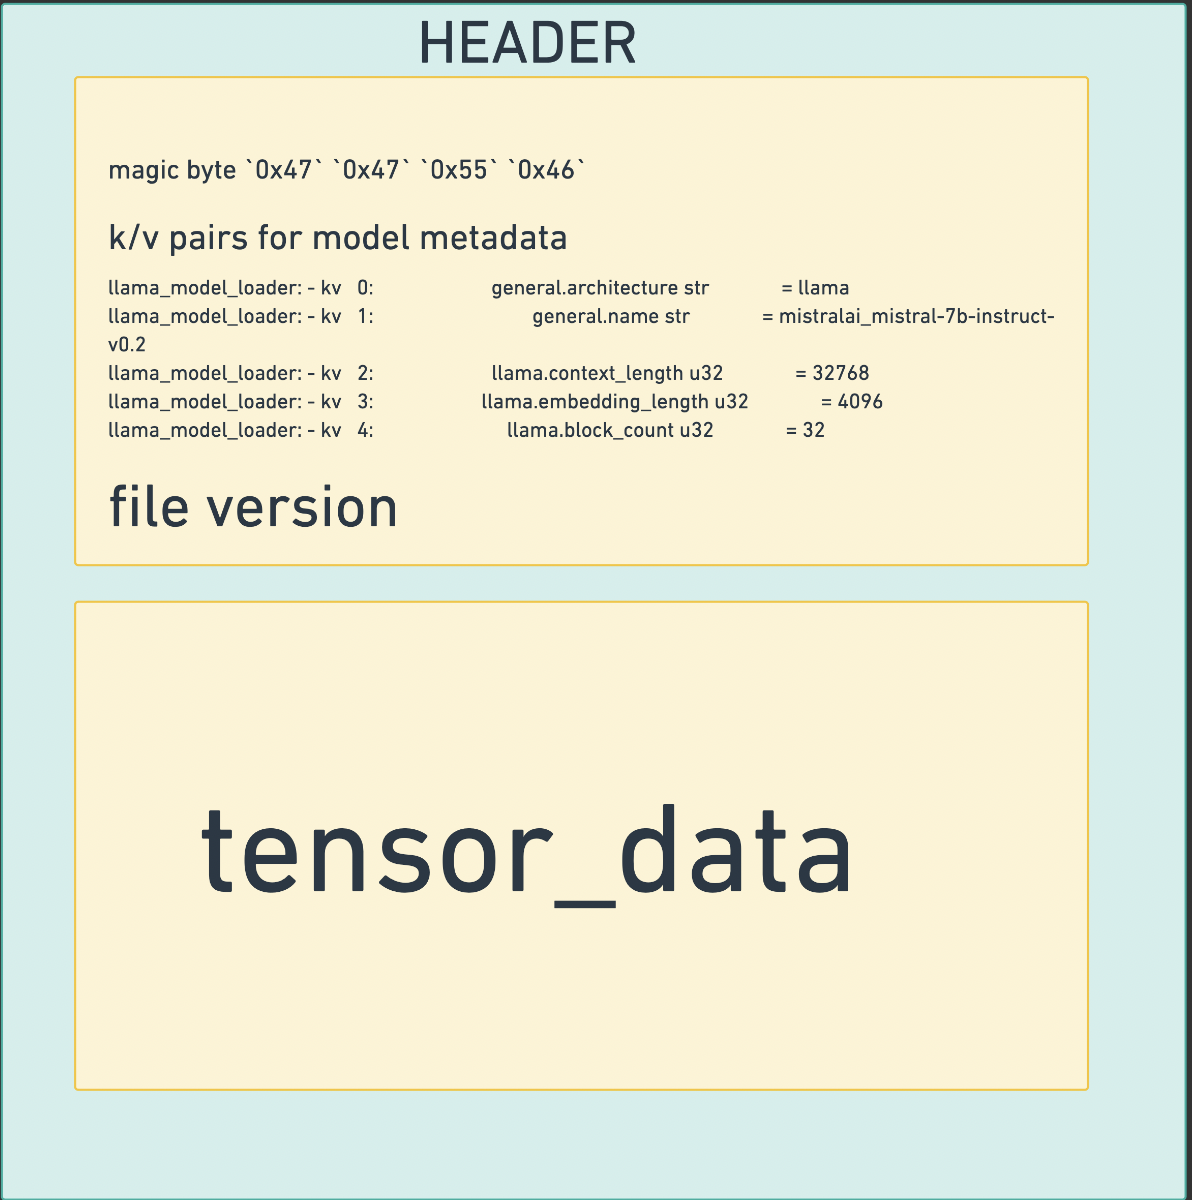 HEADER
magic byte `0x47` `0x47` `0x55` `0x46`
k/v pairs for model metadata
llama_model_loader: - kv   0:                       general.architecture str              = llama
llama_model_loader: - kv   1:                               general.name str              = mistralai_mistral-7b-instruct-
v0.2
llama_model_loader: - kv   2:                       llama.context_length u32              = 32768
llama_model_loader: - kv   3:                     llama.embedding_length u32              = 4096
llama_model_loader: - kv   4:                          llama.block_count u32              = 32
file version
tensor_data